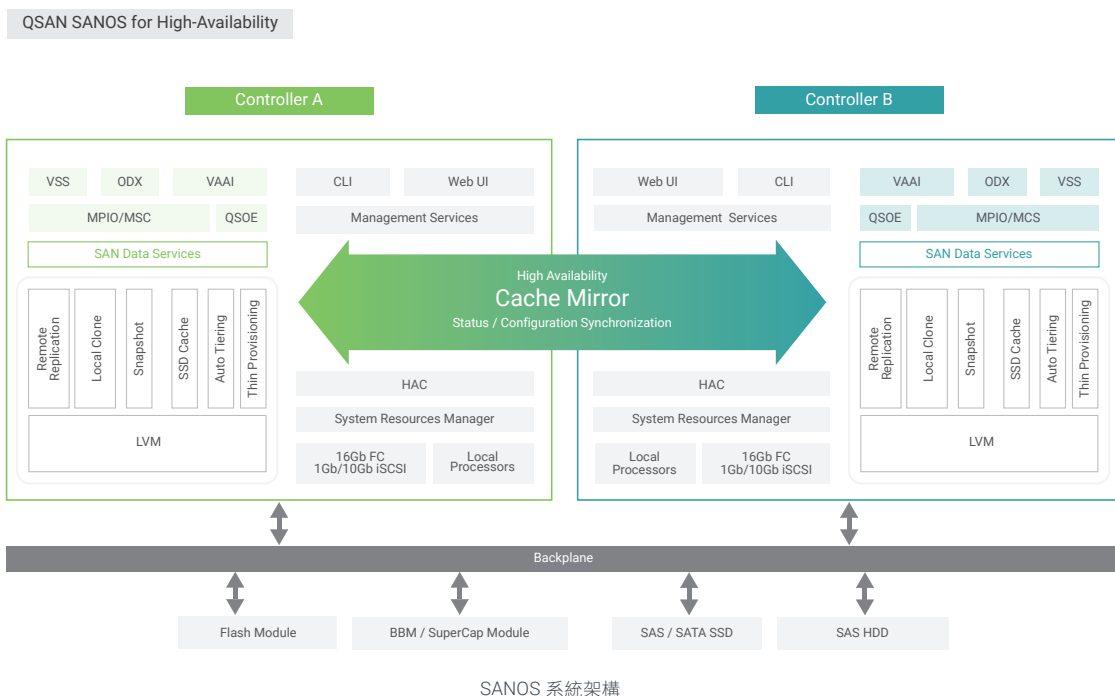 QSAN SANOS for High-Availability
Controller A
Controller B
VSS
ODX
VAAI
CLI
Web UI
MPIO/MSC
QSOE
Management Services
SAN Data Services
Remote
Replication
Local Clone
Snapshot
SSD Cache
Auto Tiering
Thin Provisioning
LVM
High Availability
Cache Mirror
Status / Configuration Synchronization
HAC
System Resources Manager
16Gb FC
1Gb/10Gb iSCSI
Local
Processors
Web UI
CLI
VAAI
ODX
VSS
Management Services
QSOE
MPIO/MCS
SAN Data Services
HAC
System Resources Manager
Local
Processors
16Gb FC
1Gb/10Gb iSCSI
Remote
Replication
Local Clone
Snapshot
SSD Cache
Auto Tiering
Thin Provisioning
LVM
Backplane
Flash Module
BBM / SuperCap Module
SAS / SATA SSD
SAS HDD
SANOS 系統架構